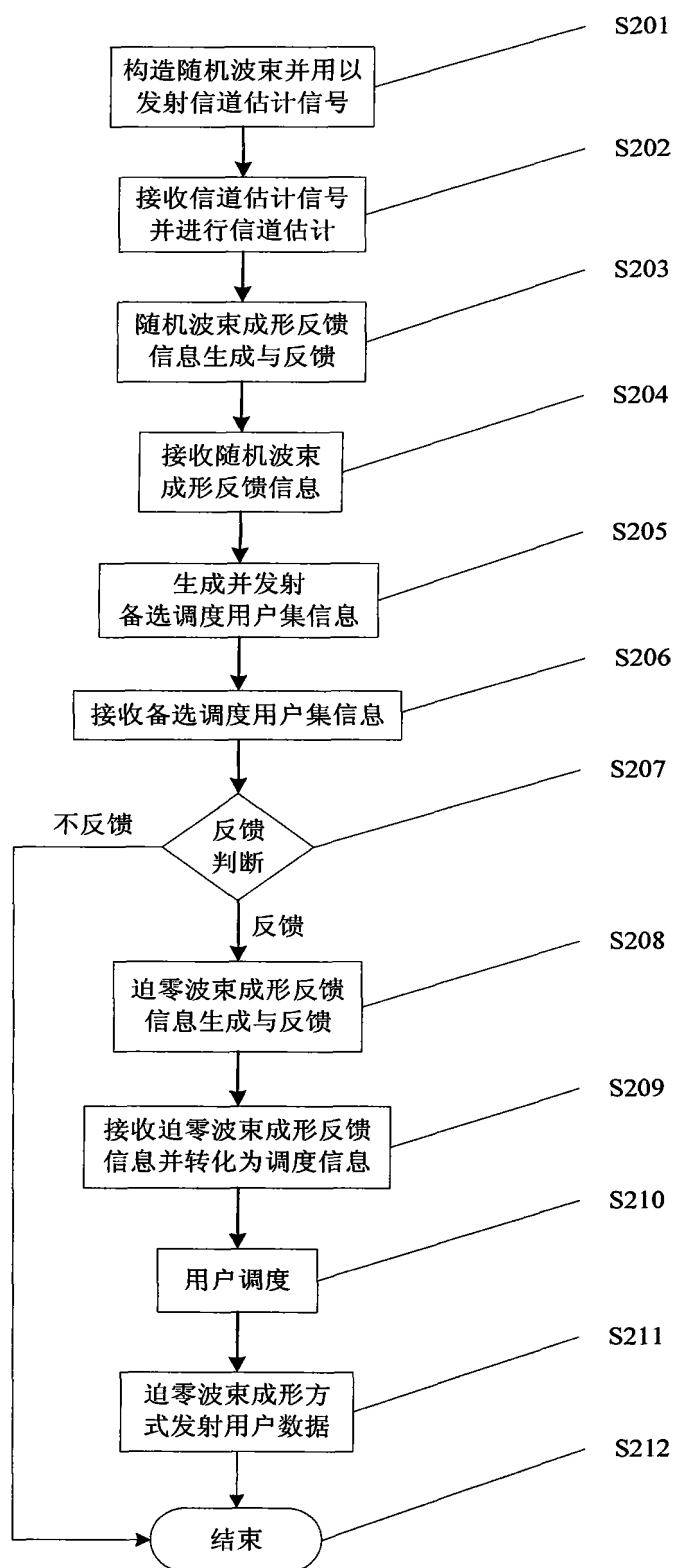 S201
构造随机波束并用以
发射信道估计信号
S202
接收信道估计信号
并进行信道估计
S203
随机波束成形反馈
信息生成与反馈
S204
接收随机波束
成形反馈信息
S205
生成并发射
备选调度用户集信息
S206
接收备选调度用户集信息
S207
不反馈
反馈
判断
反馈
S208
迫零波束成形反馈
信息生成与反馈
S209
接收迫零波束成形反馈
信息并转化为调度信息
S210
用户调度
S211
迫零波束成形方
式发射用户数据
S212
结束